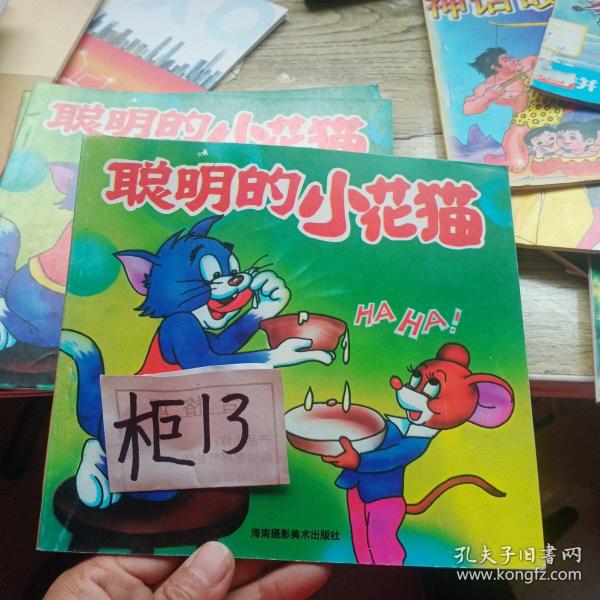 神话故
聪明的小花猫
聪明的小花猫
HA HA!
柜13
海南摄影美术出版社
孔夫子旧書网
www.kongfz.com